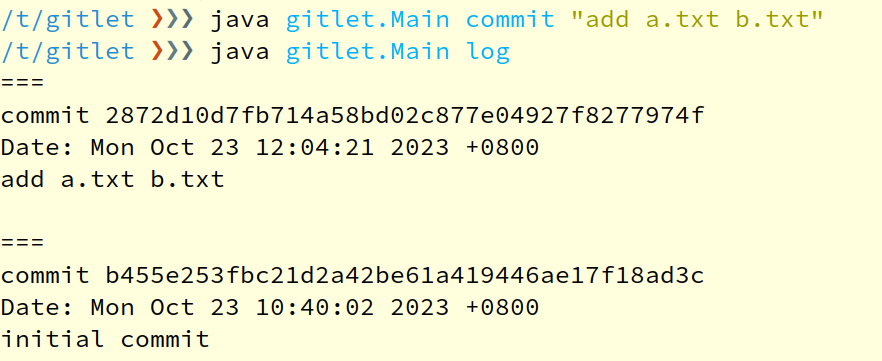 /t/gitlet ❯❯❯ java gitlet.Main commit "add a.txt b.txt"
/t/gitlet ❯❯❯ java gitlet.Main log
===
commit 2872d10d7fb714a58bd02c877e04927f8277974f
Date: Mon Oct 23 12:04:21 2023 +0800
add a.txt b.txt

===
commit b455e253fbc21d2a42be61a419446ae17f18ad3c
Date: Mon Oct 23 10:40:02 2023 +0800
initial commit